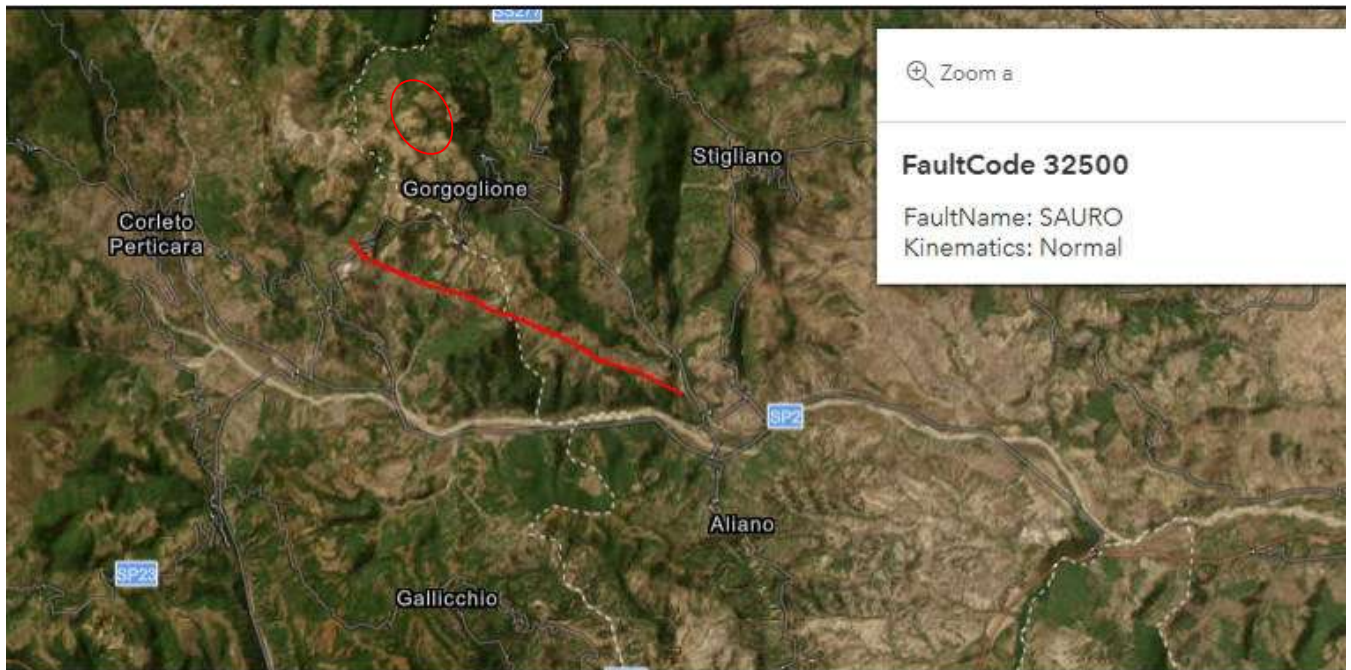 SS277
Zoom a
FaultCode 32500
FaultName: SAURO
Kinematics: Normal
Stigliano
Gorgoglione
Corleto
Perticara
SP2
Aliano
SP23
Gallicchio